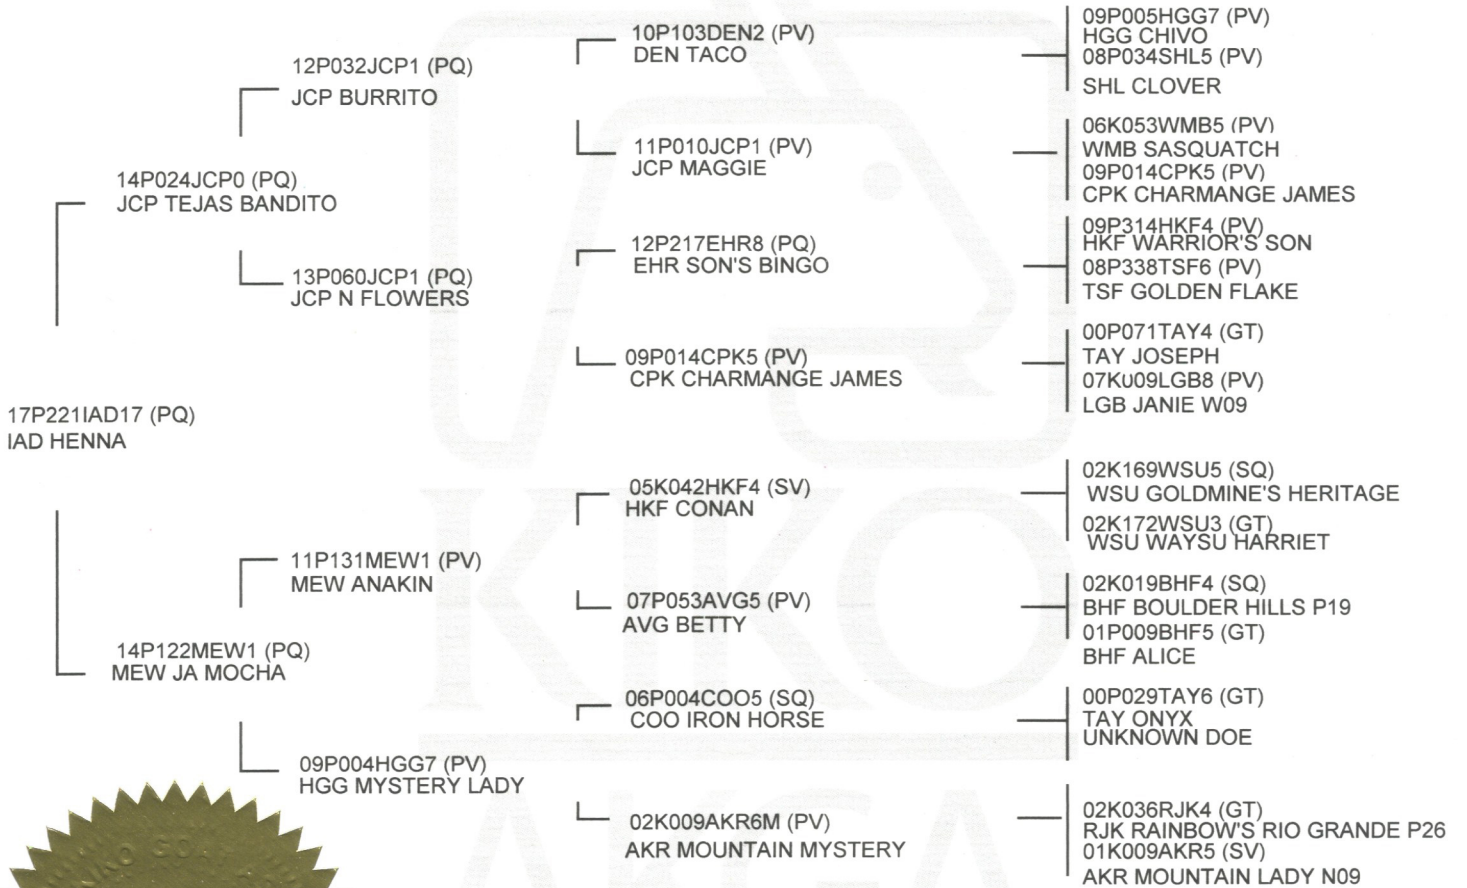 17P221IAD17 (PQ)
IAD HENNA
14P024JCP0 (PQ)
JCP TEJAS BANDITO
14P122MEW1 (PQ)
MEW JA MOCHA
12P032JCP1 (PQ)
JCP BURRITO
13P060JCP1 (PQ)
JCP N FLOWERS
11P131MEW1 (PV)
MEW ANAKIN
09P004HGG7 (PV)
HGG MYSTERY LADY
10P103DEN2 (PV)
DEN TACO
11P010JCP1 (PV)
JCP MAGGIE
12P217EHR8 (PQ)
EHR SON'S BINGO
09P014CPK5 (PV)
CPK CHARMANGE JAMES
05K042HKF4 (SV)
HKF CONAN
07P053AVG5 (PV)
AVG BETTY
06P004COO5 (SQ)
COO IRON HORSE
02K009AKR6M (PV)
AKR MOUNTAIN MYSTERY
09P005HGG7 (PV)
HGG CHIVO
08P034SHL5 (PV)
SHL CLOVER
06K053WMB5 (PV)
WMB SASQUATCH
09P014CPK5 (PV)
CPK CHARMANGE JAMES
09P314HKF4 (PV)
HKF WARRIOR'S SON
08P338TSF6 (PV)
TSF GOLDEN FLAKE
00P071TAY4 (GT)
TAY JOSEPH
07K009LGB8 (PV)
LGB JANIE W09
02K169WSU5 (SQ)
WSU GOLDMINE'S HERITAGE
02K172WSU3 (GT)
WSU WAYSU HARRIET
02K019BHF4 (SQ)
BHF BOULDER HILLS P19
01P009BHF5 (GT)
BHF ALICE
00P029TAY6 (GT)
TAY ONYX
UNKNOWN DOE
02K036RJK4 (GT)
RJK RAINBOW'S RIO GRANDE P26
01K009AKR5 (SV)
AKR MOUNTAIN LADY N09
KIKO
AKGA